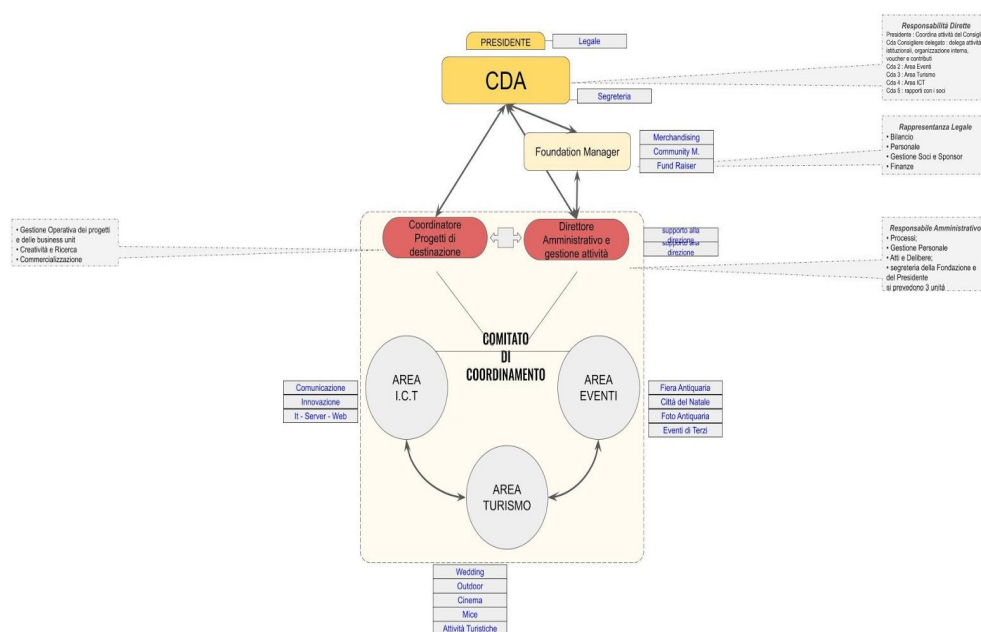 PRESIDENTE
Legale
CDA
Segreteria
Responsabilità Dirette
Presidente : Coordina attività del Consigli
Cda Consigliere delegato : delega attività
istituzionali, organizzazione interna,
voucher e contributi
Cda 2 : Area Eventi
Cda 3 : Area Turismo
Cda 4 : Area ICT
Cda 5 : rapporti con i soci
Foundation Manager
Merchandising
Community M.
Fund Raiser
Rappresentanza Legale
• Bilancio
• Personale
• Gestione Soci e Sponsor
• Finanze
• Gestione Operativa dei progetti
e delle business unit
• Creatività e Ricerca
• Commercializzazione
Coordinatore
Progetti di
destinazione
Direttore
Amministrativo e
gestione attività
supporto alla
direzione
supporto alla
direzione
Responsabile Amministrativo
• Processi;
• Gestione Personale
• Atti e Delibere;
• segreteria della Fondazione e
del Presidente
si prevedono 3 unità
COMITATO
DI
COORDINAMENTO
AREA
I.C.T
AREA
EVENTI
Comunicazione
Innovazione
It - Server - Web
Fiera Antiquaria
Città del Natale
Foto Antiquaria
Eventi di Terzi
AREA
TURISMO
Wedding
Outdoor
Cinema
Mice
Attività Turistiche